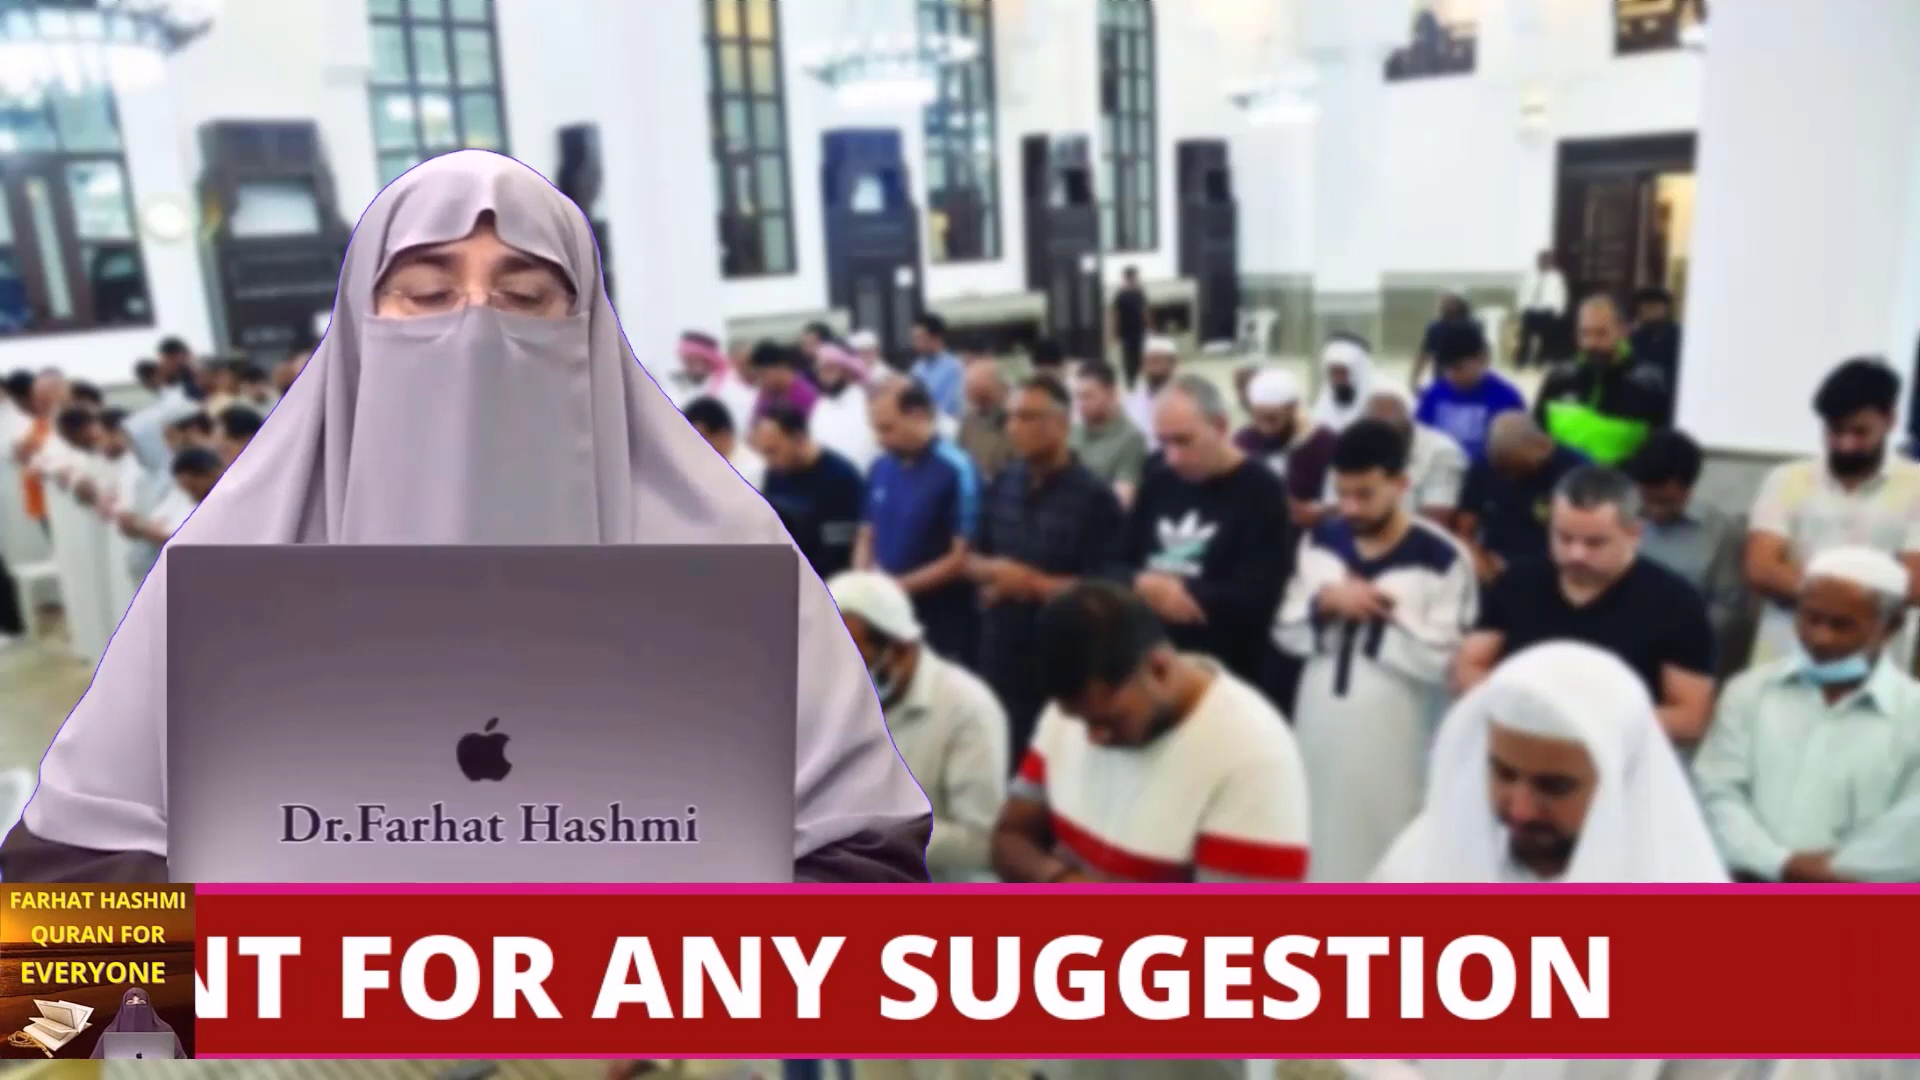 Dr.Farhat Hashmi
FARHAT HASHMI
QURAN FOR
EVERYONE
NT FOR ANY SUGGESTION